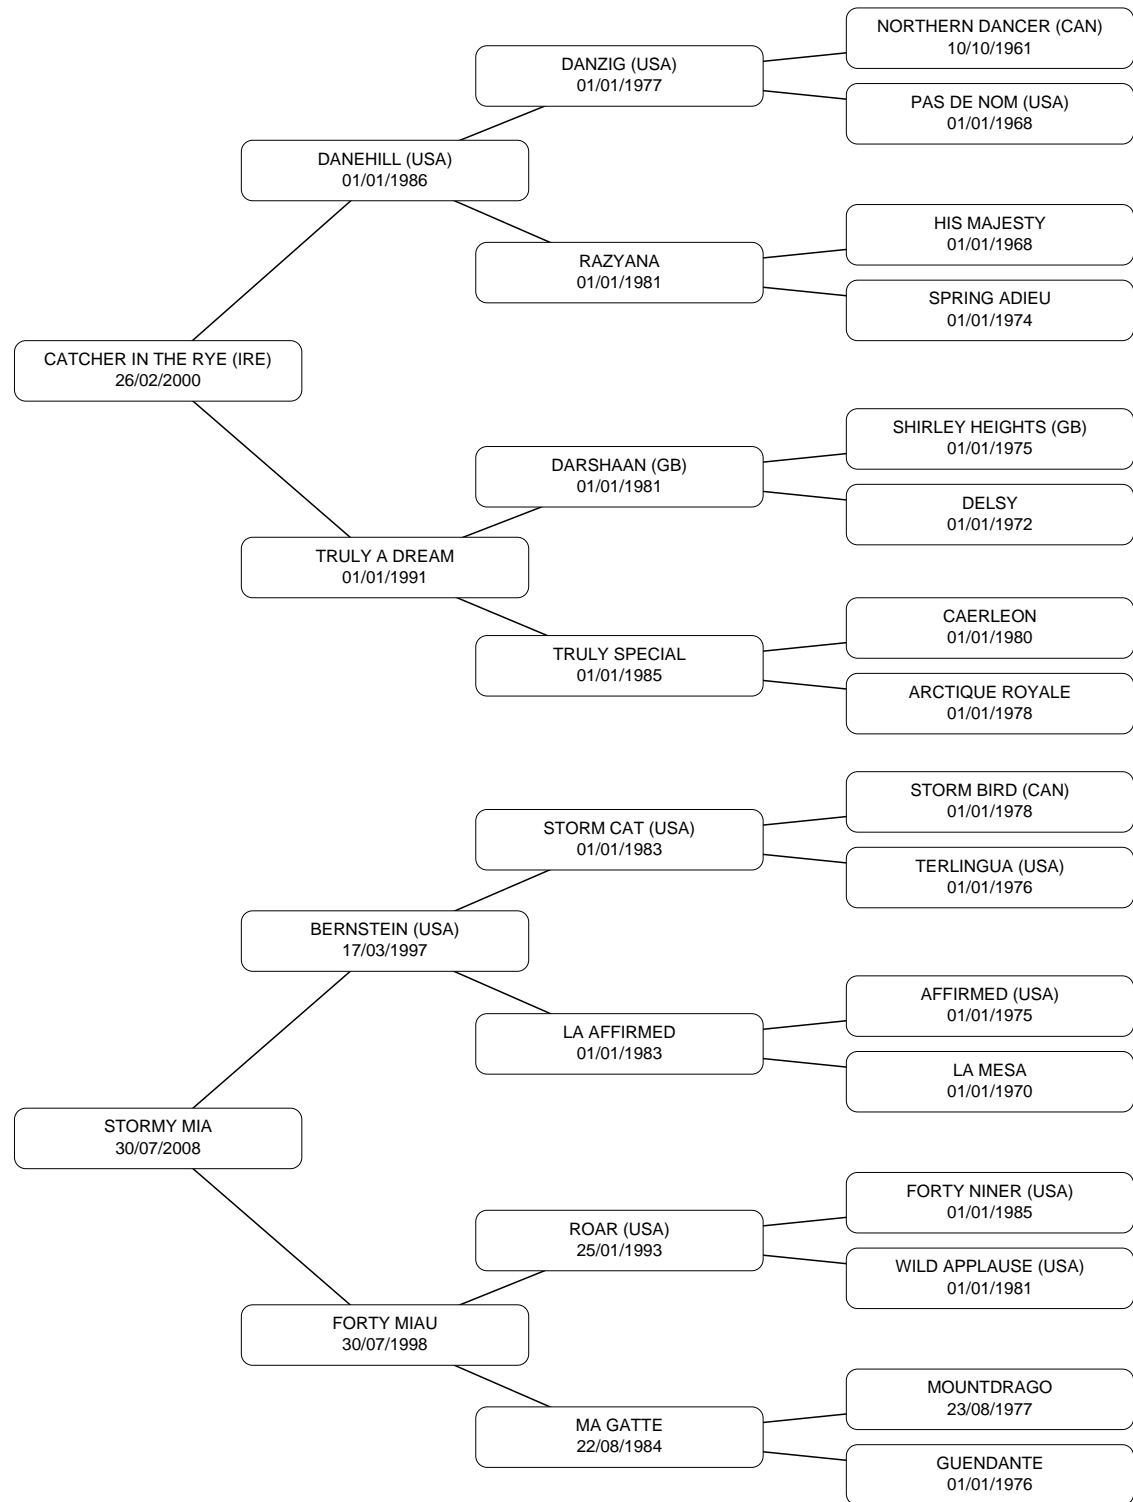 NORTHERN DANCER (CAN)
10/10/1961
DANZIG (USA)
01/01/1977
PAS DE NOM (USA)
01/01/1968
DANEHILL (USA)
01/01/1986
HIS MAJESTY
01/01/1968
RAZYANA
01/01/1981
SPRING ADIEU
01/01/1974
CATCHER IN THE RYE (IRE)
26/02/2000
SHIRLEY HEIGHTS (GB)
01/01/1975
DARSHAAN (GB)
01/01/1981
DELSY
01/01/1972
TRULY A DREAM
01/01/1991
CAERLEON
01/01/1980
TRULY SPECIAL
01/01/1985
ARCTIQUE ROYALE
01/01/1978
STORM BIRD (CAN)
01/01/1978
STORM CAT (USA)
01/01/1983
TERLINGUA (USA)
01/01/1976
BERNSTEIN (USA)
17/03/1997
AFFIRMED (USA)
01/01/1975
LA AFFIRMED
01/01/1983
LA MESA
01/01/1970
STORMY MIA
30/07/2008
FORTY NINER (USA)
01/01/1985
ROAR (USA)
25/01/1993
WILD APPLAUSE (USA)
01/01/1981
FORTY MIAU
30/07/1998
MOUNTDRAGO
23/08/1977
MA GATTE
22/08/1984
GUENDANTE
01/01/1976